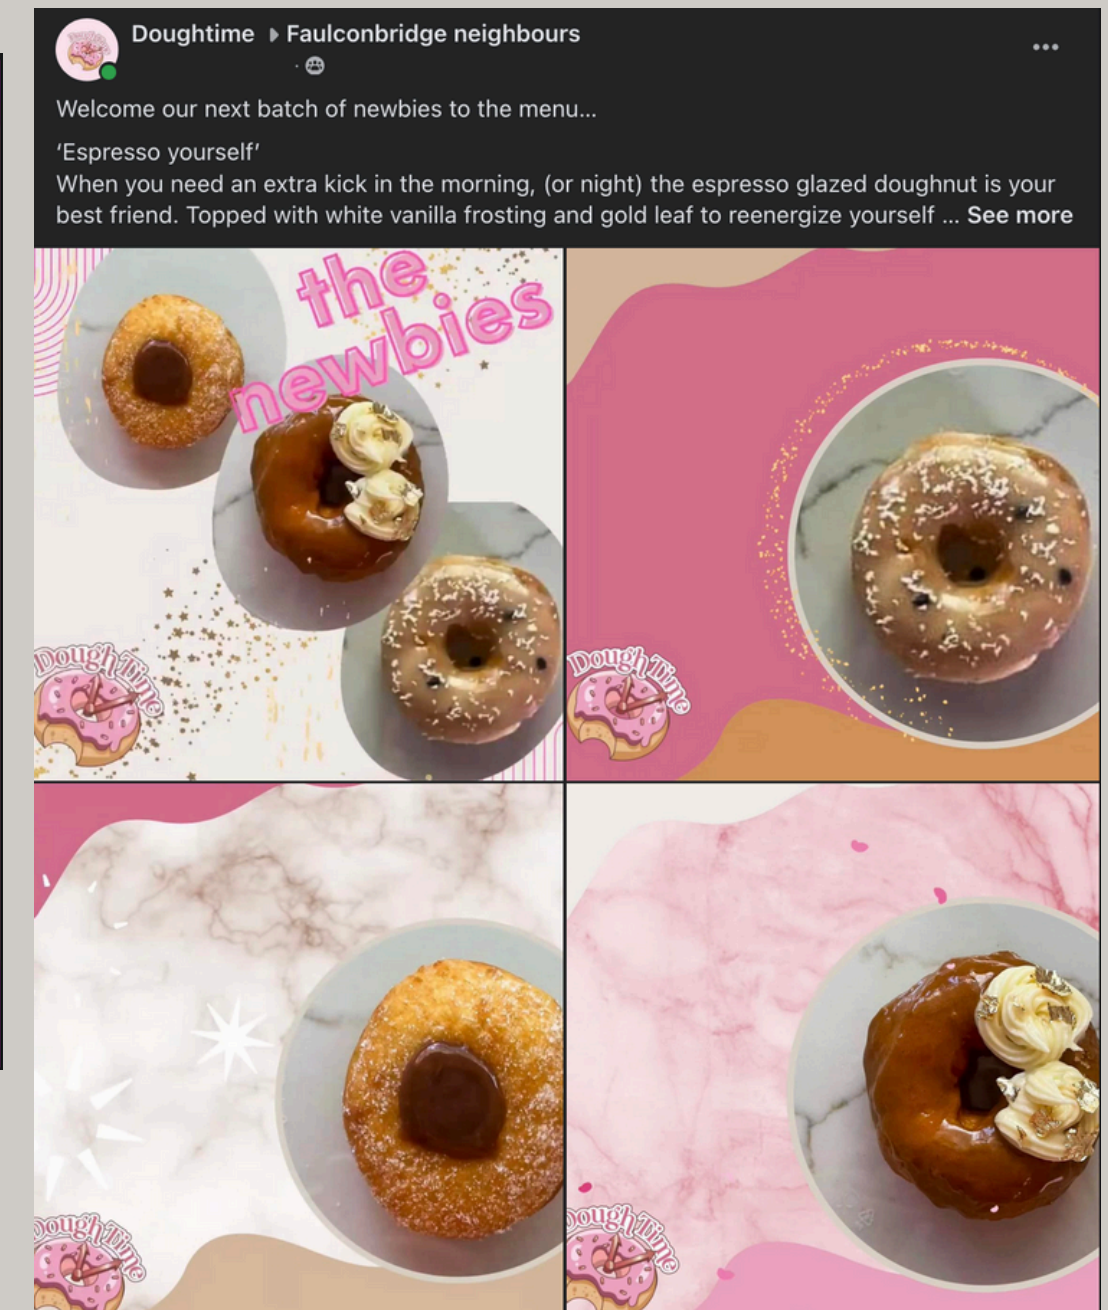 Doughtime ▸ Faulconbridge neighbours
Welcome our next batch of newbies to the menu...
‘Espresso yourself’
When you need an extra kick in the morning, (or night) the espresso glazed doughnut is your
best friend. Topped with white vanilla frosting and gold leaf to reenergize yourself ... See more
the
newbies
DoughTime
DoughTime
DoughTime
DoughTime